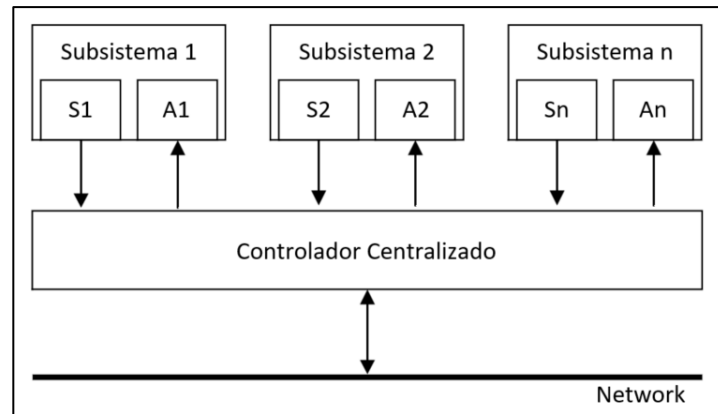 Subsistema 1
Subsistema 2
Subsistema n
S1
A1
S2
A2
Sn
An
Controlador Centralizado
Network